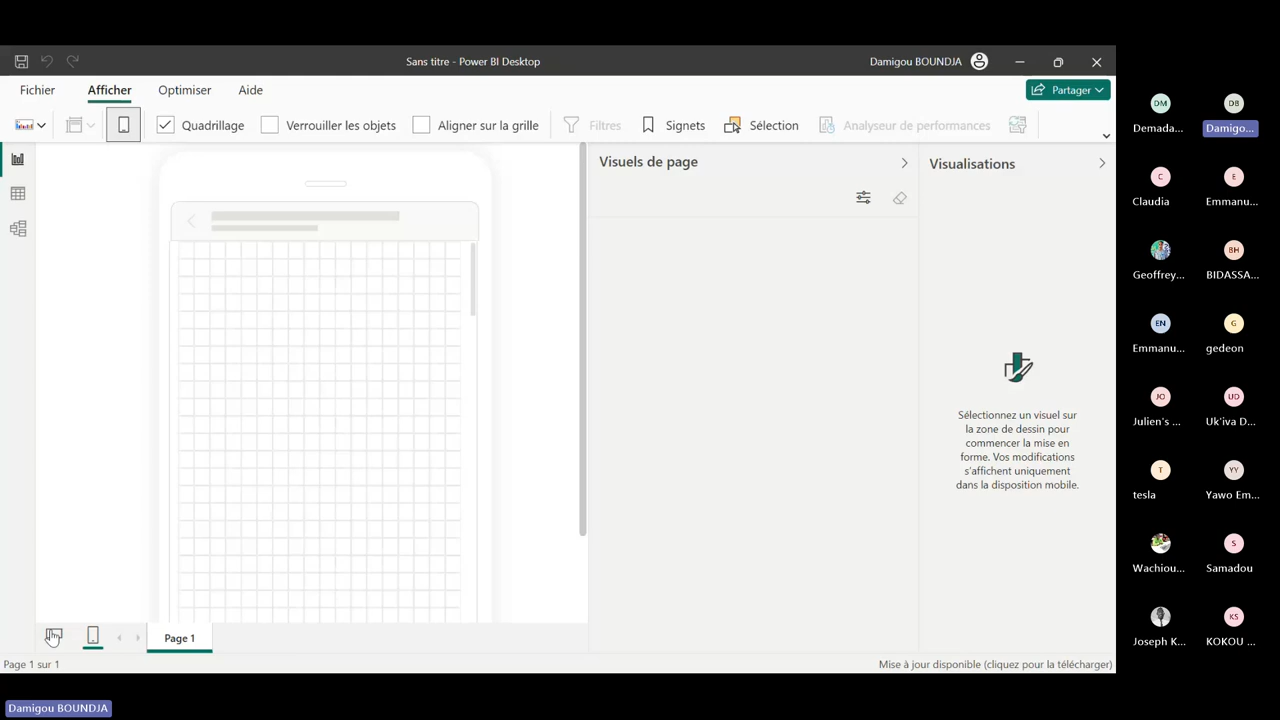 Sans titre - Power BI Desktop
Damigou BOUNDJA
Fichier
Afficher
Optimiser
Aide
Partager
Quadrillage
Verrouiller les objets
Aligner sur la grille
Filtres
Signets
Sélection
Analyseur de performances
Visuels de page
Visualisations
Sélectionnez un visuel sur
la zone de dessin pour
commencer la mise en
forme. Vos modifications
s'affichent uniquement
dans la disposition mobile.
Page 1
Page 1 sur 1
Mise à jour disponible (cliquez pour la télécharger)
DM
Demada...
DB
Damigo...
C
Claudia
E
Emmanu...
Geoffrey...
BH
BIDASSA...
EN
Emmanu...
G
gedeon
JO
Julien's ...
UD
Uk'iva D...
T
tesla
YY
Yawo Em...
Wachiou...
S
Samadou
Joseph K...
KS
KOKOU ...
Damigou BOUNDJA